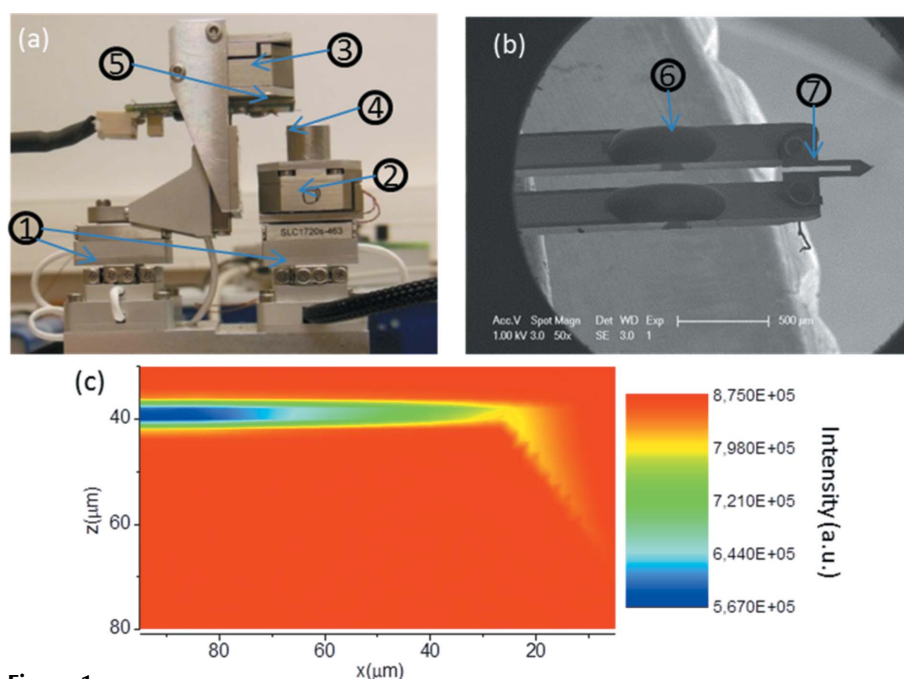 (a)
③
⑤
④
②
①
SLC1720s-463
(b)
⑥
⑦
Acc.V Spot Magn Det WD Exp
1.00 kV 3.0 50x SE 3.0 1
500 µm
(c)
40
60
80
z(µm)
80 60 40 20
x(µm)
8,750E+05
7,980E+05
7,210E+05
6,440E+05
5,670E+05
Intensity (a.u.)